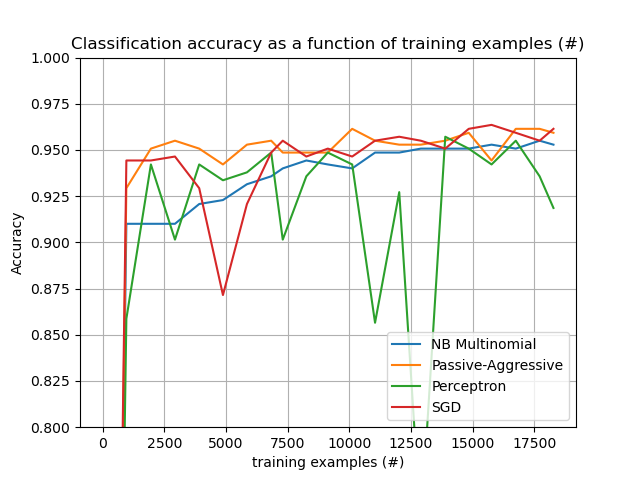 Classification accuracy as a function of training examples (#)
1.000
0.975
0.950
0.925
0.900
0.875
0.850
0.825
0.800
Accuracy
NB Multinomial
Passive-Aggressive
Perceptron
SGD
0 2500 5000 7500 10000 12500 15000 17500
training examples (#)